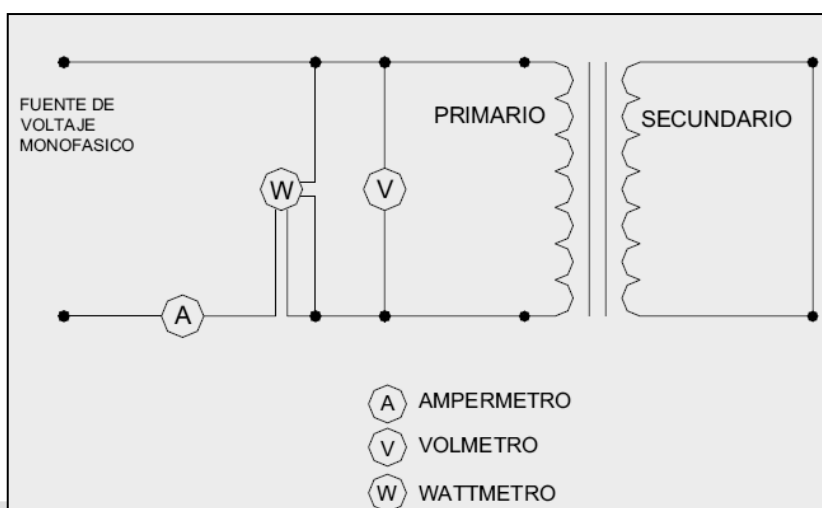 FUENTE DE
VOLTAJE
MONOFASICO
PRIMARIO
SECUNDARIO
W
V
A
A AMPERMETRO
V VOLMETRO
W WATTMETRO